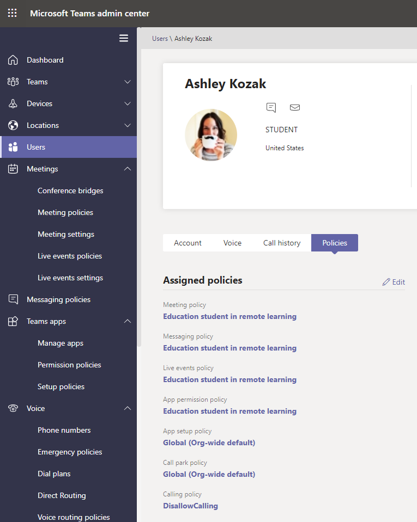 Microsoft Teams admin center
Users \ Ashley Kozak
Dashboard
Teams
Devices
Locations
Users
Meetings
Conference bridges
Meeting policies
Meeting settings
Live events policies
Live events settings
Messaging policies
Teams apps
Manage apps
Permission policies
Setup policies
Voice
Phone numbers
Emergency policies
Dial plans
Direct Routing
Voice routing policies
Ashley Kozak
STUDENT
United States
Account Voice Call history Policies
Assigned policies Edit
Meeting policy
Education student in remote learning
Messaging policy
Education student in remote learning
Live events policy
Education student in remote learning
App permission policy
Education student in remote learning
App setup policy
Global (Org-wide default)
Call park policy
Global (Org-wide default)
Calling policy
DisallowCalling